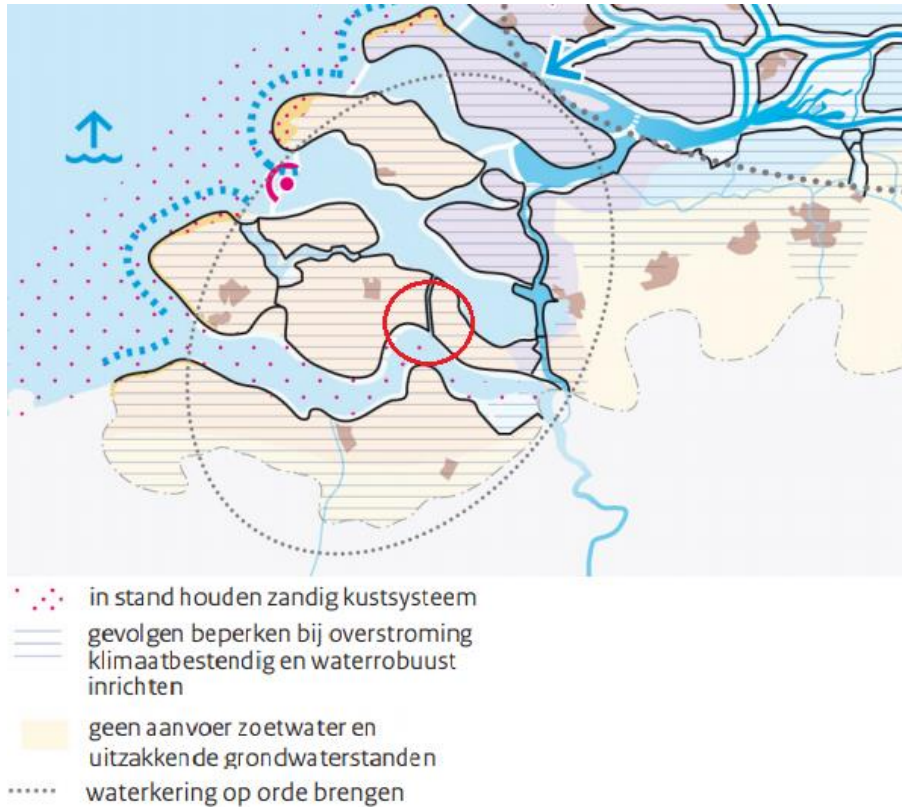 in stand houden zandig kustsysteem
gevolgen beperken bij overstroming
klimaatbestendig en waterrobuust
inrichten
geen aanvoer zoetwater en
uitzakkende grondwaterstanden
waterkering op orde brengen